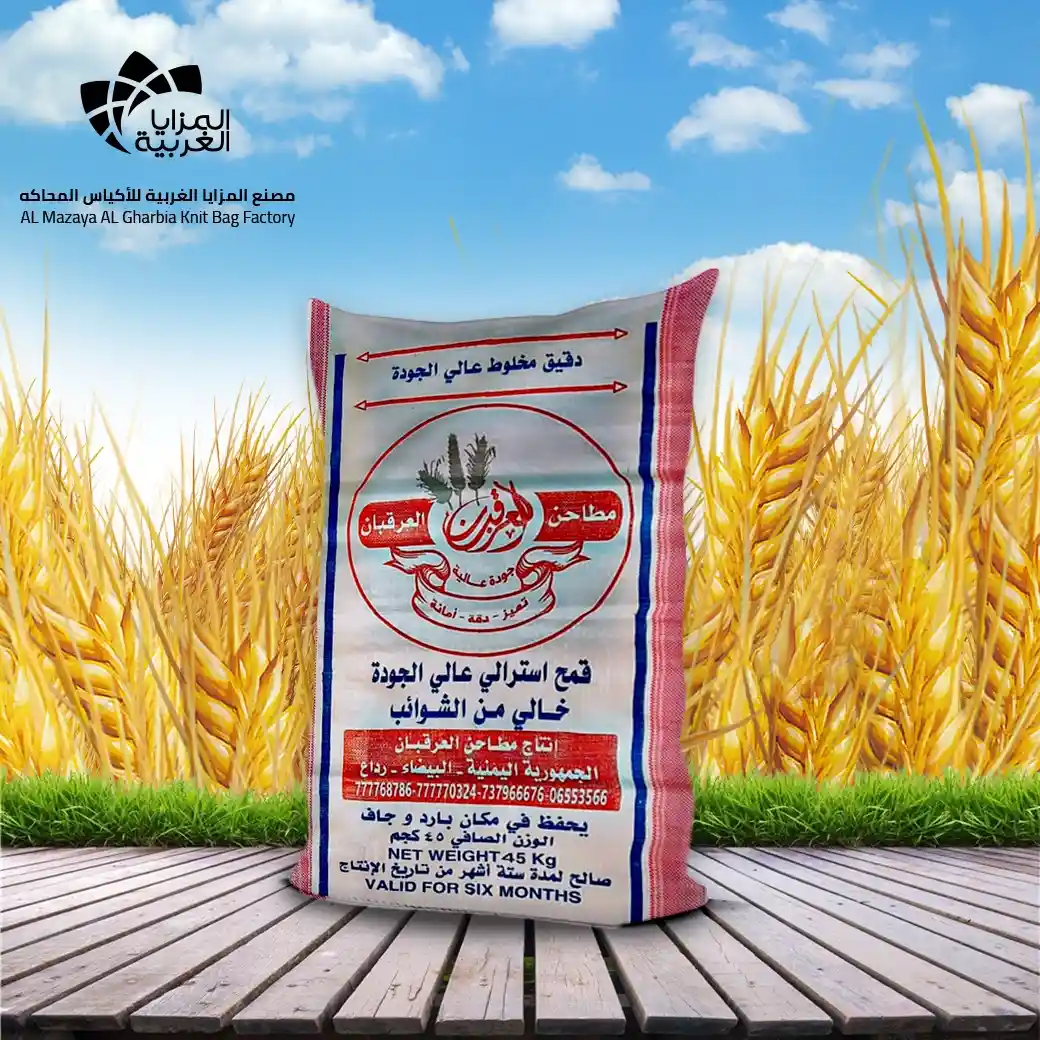 المزايا
الغربية
مصنع المزايا الغربية للأكياس المحاكه
AL Mazaya AL Gharbia Knit Bag Factory
دقيق مخلوط عالي الجودة
مطاحن العرقبان
جودة عالية
تميز - دقة - أمانة
قمح استرالي عالي الجودة
خالي من الشوائب
إنتاج مطاحن العرقبان
الجمهورية اليمنية - البيضاء - رداع
777768786-777770324-737966676-06553566
يحفظ في مكان بارد و جاف
الوزن الصافي ٤٥ كجم
NET WEIGHT 45 Kg
صالح لمدة ستة أشهر من تاريخ الإنتاج
VALID FOR SIX MONTHS